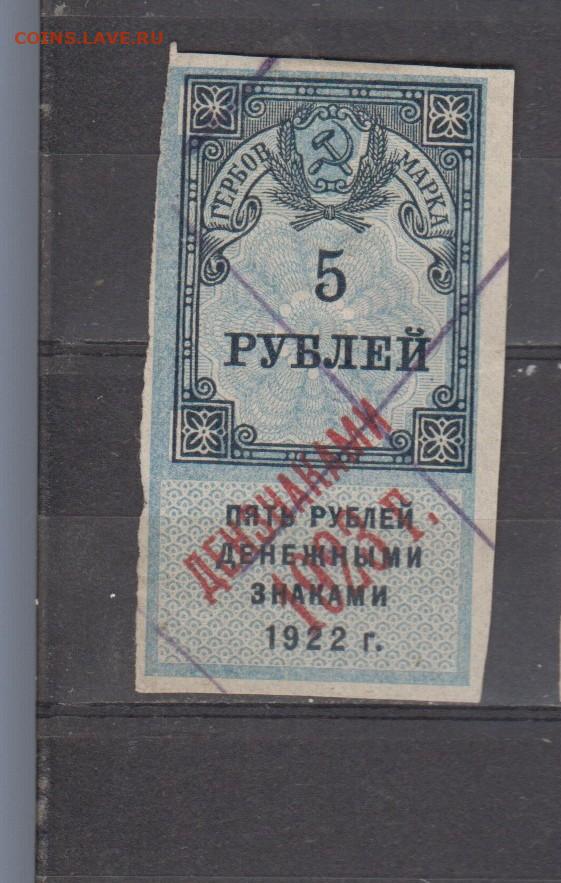 COINS.LAVE.RU
ГЕРБОВ. МАРКА
5
РУБЛЕЙ
ДЕНЗНАКАМИ
1923 г.
ПЯТЬ РУБЛЕЙ
ДЕНЕЖНЫМИ
ЗНАКАМИ
1922 г.